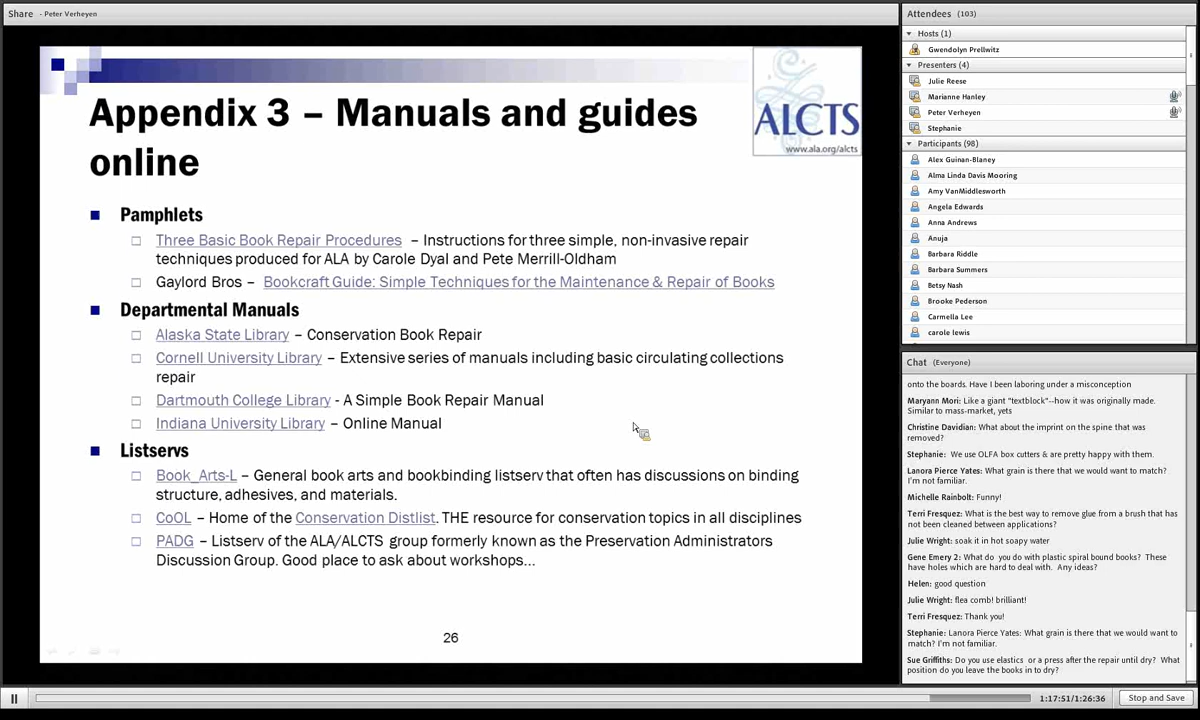 Share - Peter Verheyen
Appendix 3 – Manuals and guides
online
ALCTS
www.ala.org/alcts
Pamphlets
Three Basic Book Repair Procedures – Instructions for three simple, non-invasive repair
techniques produced for ALA by Carole Dyal and Pete Merrill-Oldham
Gaylord Bros – Bookcraft Guide: Simple Techniques for the Maintenance & Repair of Books
Departmental Manuals
Alaska State Library – Conservation Book Repair
Cornell University Library – Extensive series of manuals including basic circulating collections
repair
Dartmouth College Library - A Simple Book Repair Manual
Indiana University Library – Online Manual
Listservs
Book_Arts-L – General book arts and bookbinding listserv that often has discussions on binding
structure, adhesives, and materials.
CoOL – Home of the Conservation Distlist. THE resource for conservation topics in all disciplines
PADG – Listserv of the ALA/ALCTS group formerly known as the Preservation Administrators
Discussion Group. Good place to ask about workshops...
26
Attendees (103)
Hosts (1)
Gwendolyn Prellwitz
Presenters (4)
Julie Reese
Marianne Hanley
Peter Verheyen
Stephanie
Participants (98)
Alex Guinan-Blaney
Alma Linda Davis Mooring
Amy VanMiddlesworth
Angela Edwards
Anna Andrews
Anuja
Barbara Riddle
Barbara Summers
Betsy Nash
Brooke Pederson
Carmella Lee
carole lewis
Chat (Everyone)
onto the boards. Have I been laboring under a misconception
Maryann Mori: Like a giant "textblock"--how it was originally made.
Similar to mass-market, yets
Christine Davidian: What about the imprint on the spine that was
removed?
Stephanie: We use OLFA box cutters & are pretty happy with them.
Lanora Pierce Yates: What grain is there that we would want to match?
I'm not familiar.
Michelle Rainbolt: Funny!
Terri Fresquez: What is the best way to remove glue from a brush that has
not been cleaned between applications?
Julie Wright: soak it in hot soapy water
Gene Emery 2: What do you do with plastic spiral bound books? These
have holes which are hard to deal with. Any ideas?
Helen: good question
Julie Wright: flea comb! brilliant!
Terri Fresquez: Thank you!
Stephanie: Lanora Pierce Yates: What grain is there that we would want to
match? I'm not familiar.
Sue Griffiths: Do you use elastics or a press after the repair until dry? What
position do you leave the books in to dry?
1:17:51/1:26:36
Stop and Save